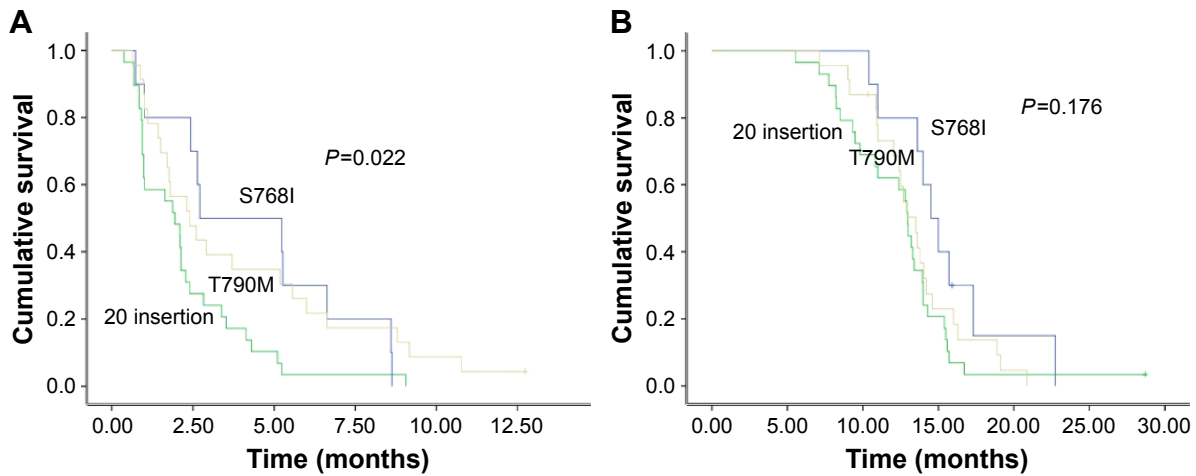 A
Cumulative survival
1.0
0.8
0.6
0.4
0.2
0.0
P=0.022
S768I
T790M
20 insertion
0.00 2.50 5.00 7.50 10.00 12.50
Time (months)
B
Cumulative survival
1.0
0.8
0.6
0.4
0.2
0.0
P=0.176
S768I
20 insertion
T790M
0.00 5.00 10.00 15.00 20.00 25.00 30.00
Time (months)